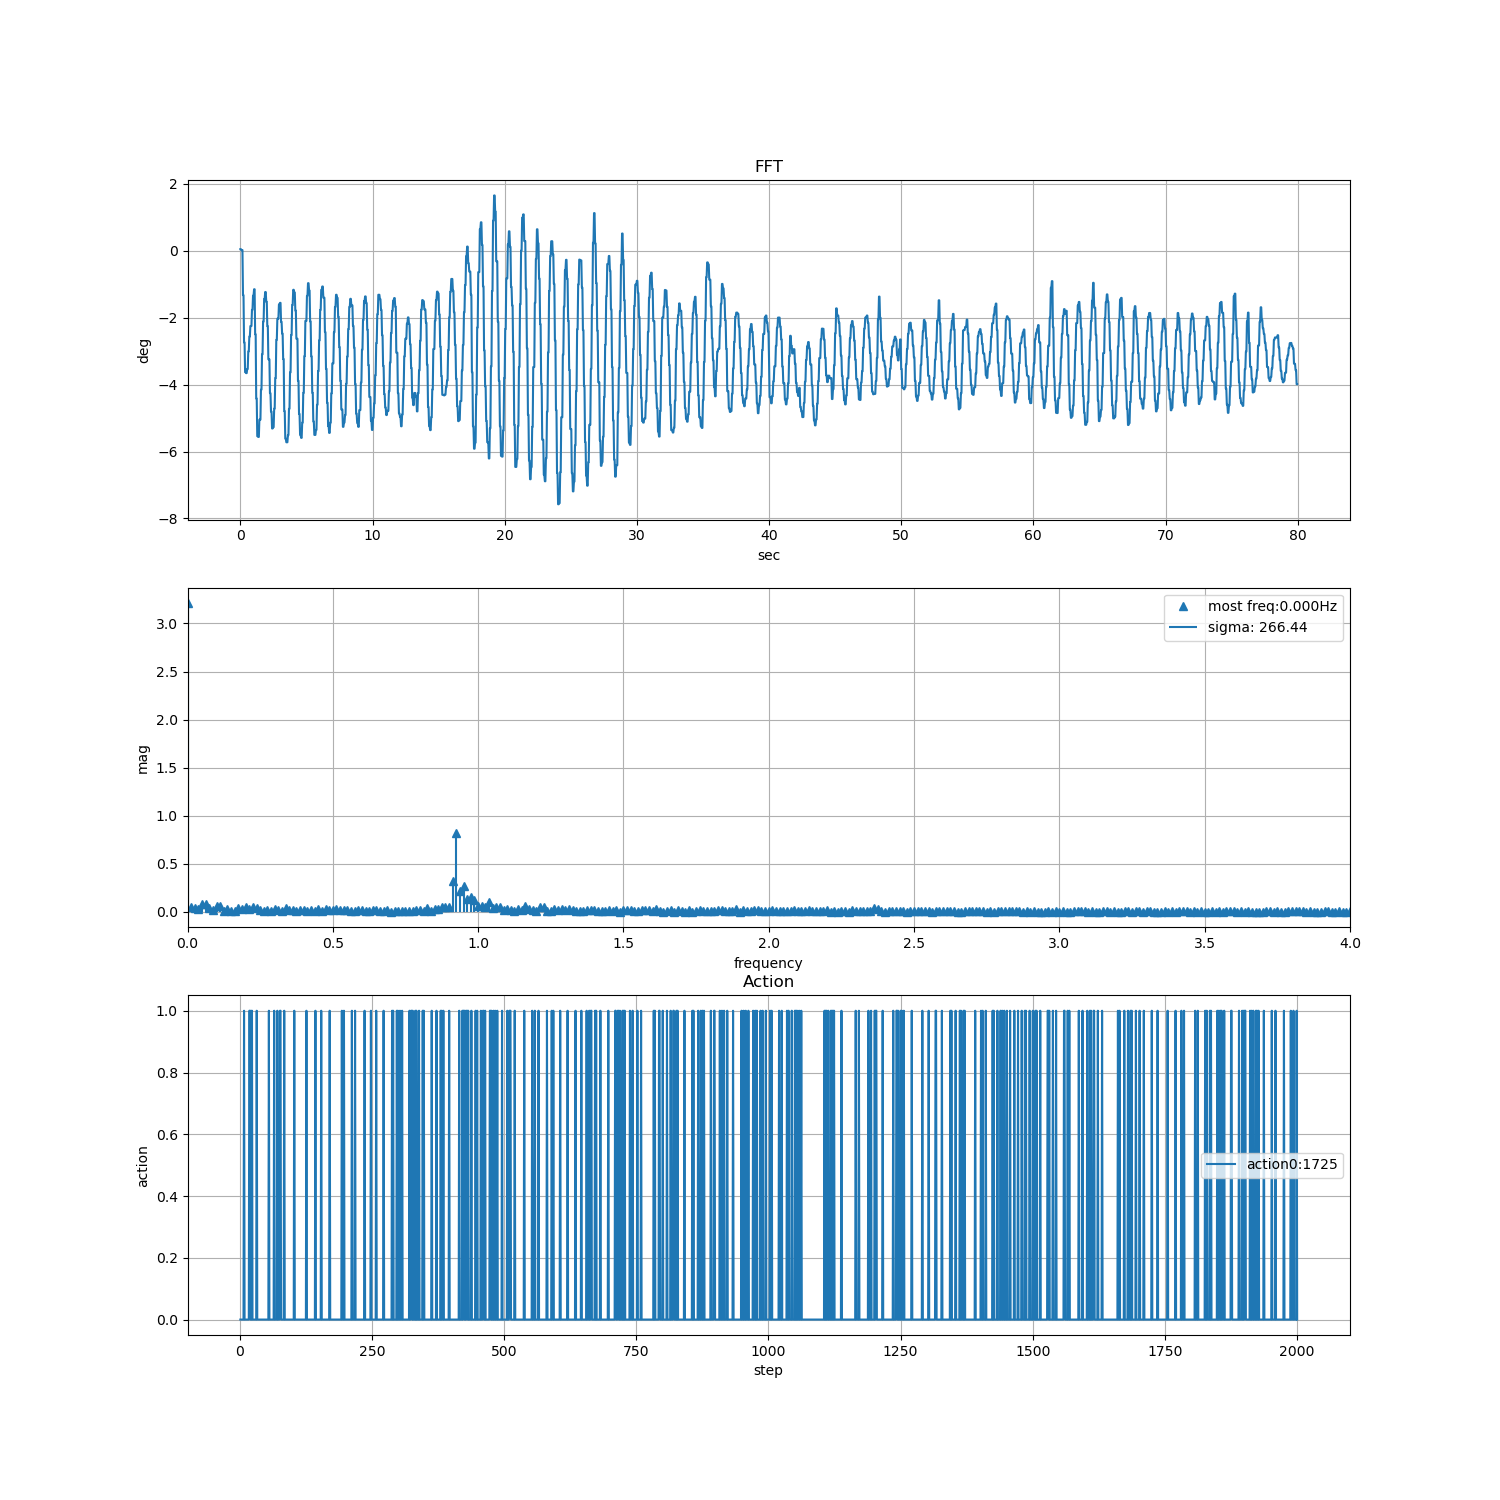 FFT
2
0
−2
−4
−6
−8
deg
0 10 20 30 40 50 60 70 80
sec
most freq:0.000Hz
sigma: 266.44
3.0
2.5
2.0
1.5
1.0
0.5
0.0
mag
0.0 0.5 1.0 1.5 2.0 2.5 3.0 3.5 4.0
frequency
Action
1.0
0.8
0.6
0.4
0.2
0.0
action
action0:1725
0 250 500 750 1000 1250 1500 1750 2000
step